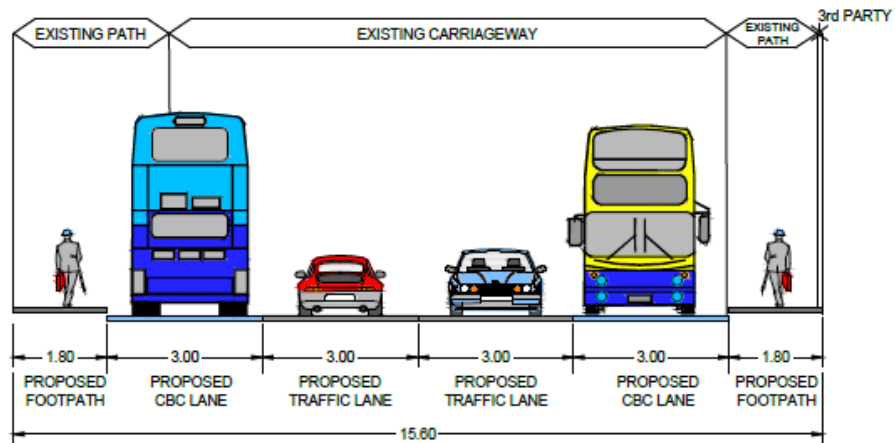 3rd PARTY
EXISTING PATH
EXISTING CARRIAGEWAY
EXISTING
PATH
1.80
3.00
3.00
3.00
3.00
1.80
PROPOSED
FOOTPATH
PROPOSED
CBC LANE
PROPOSED
TRAFFIC LANE
PROPOSED
TRAFFIC LANE
PROPOSED
CBC LANE
PROPOSED
FOOTPATH
15.60